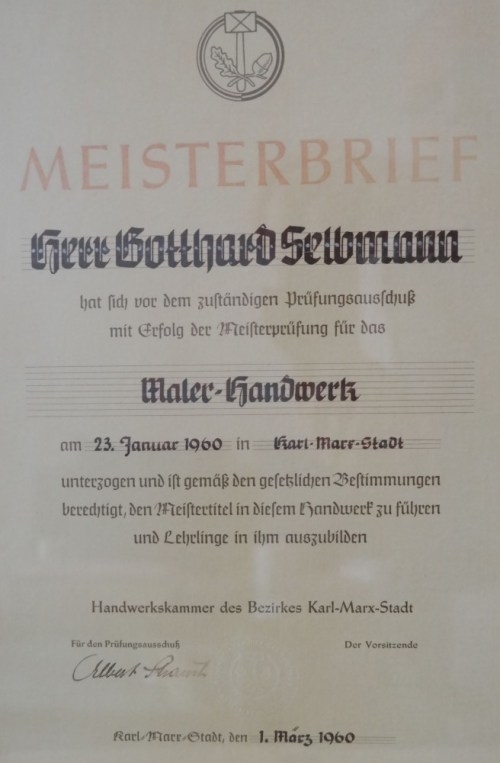 MEISTERBRIEF
Herr Gotthard Selbmann
hat sich vor dem zuständigen Prüfungsausschuß
mit Erfolg der Meisterprüfung für das
Maler-Handwerk
am 23. Januar 1960 in Karl-Marx-Stadt
unterzogen und ist gemäß den gesetzlichen Bestimmungen
berechtigt, den Meistertitel in diesem Handwerk zu führen
und Lehrlinge in ihm auszubilden
Handwerkskammer des Bezirkes Karl-Marx-Stadt
Für den Prüfungsausschuß
Der Vorsitzende
Albert
Karl-Marx-Stadt, den 1. März 1960